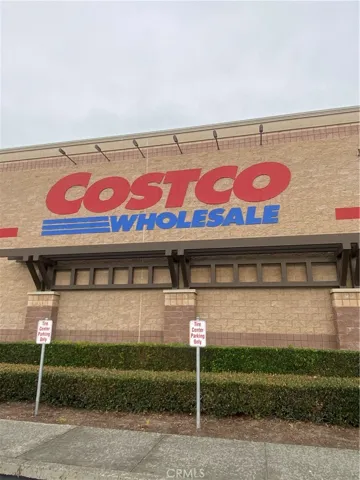 COSTCO
WHOLESALE
Tire Center
Parking
Only
Tire Center
Parking
Only
CRMLS